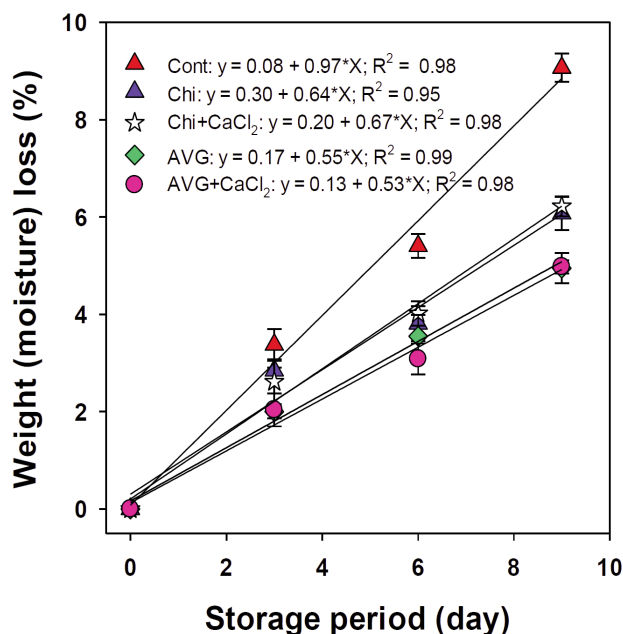 Weight (moisture) loss (%)
10
8
6
4
2
0
Cont: y = 0.08 + 0.97*X; R² = 0.98
Chi: y = 0.30 + 0.64*X; R² = 0.95
Chi+CaCl₂: y = 0.20 + 0.67*X; R² = 0.98
AVG: y = 0.17 + 0.55*X; R² = 0.99
AVG+CaCl₂: y = 0.13 + 0.53*X; R² = 0.98
0 2 4 6 8 10
Storage period (day)